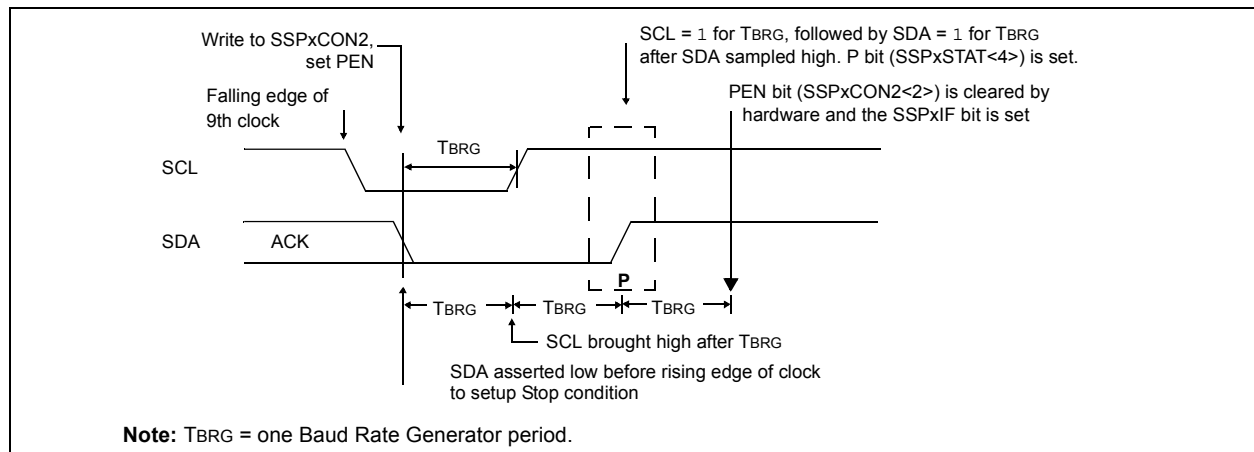 Write to SSPxCON2,
set PEN
SCL = 1 for TBRG, followed by SDA = 1 for TBRG
after SDA sampled high. P bit (SSPxSTAT<4>) is set.
Falling edge of
9th clock
PEN bit (SSPxCON2<2>) is cleared by
hardware and the SSPxIF bit is set
TBRG
SCL
SDA
ACK
P
TBRG
TBRG
TBRG
SCL brought high after TBRG
SDA asserted low before rising edge of clock
to setup Stop condition
Note: TBRG = one Baud Rate Generator period.